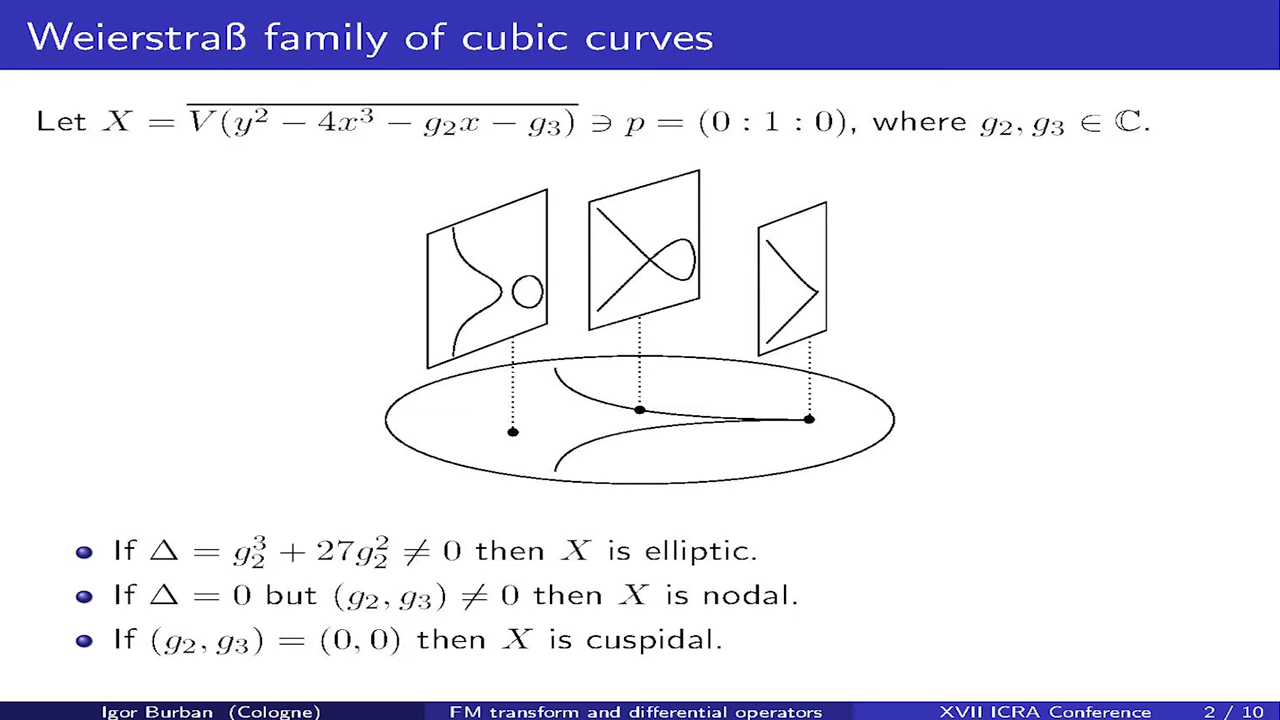 Weierstraß family of cubic curves
Let X = \overline{V(y² − 4x³ − g₂x − g₃)} ∋ p = (0 : 1 : 0), where g₂, g₃ ∈ ℂ.
If Δ = g₂³ + 27g₂² ≠ 0 then X is elliptic.
If Δ = 0 but (g₂, g₃) ≠ 0 then X is nodal.
If (g₂, g₃) = (0, 0) then X is cuspidal.
Igor Burban (Cologne) FM transform and differential operators XVII ICRA Conference 2 / 10